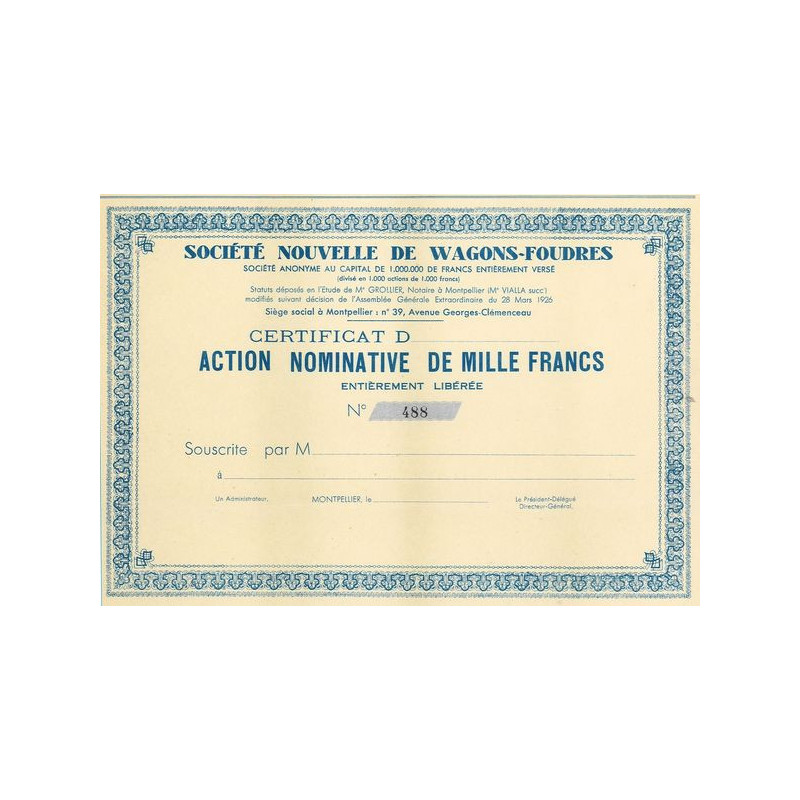 SOCIÉTÉ NOUVELLE DE WAGONS-FOUDRES
SOCIÉTÉ ANONYME AU CAPITAL DE 1.000.000 DE FRANCS ENTIÈREMENT VERSÉ
(divisé en 1.000 actions de 1.000 francs)
Statuts déposés en l'Etude de Mᵉ GROLLIER, Notaire à Montpellier (Mᵉ VIALLA succʳ)
modifiés suivant décision de l'Assemblée Générale Extraordinaire du 28 Mars 1926
Siège social à Montpellier : n° 39, Avenue Georges-Clémenceau
CERTIFICAT D
ACTION NOMINATIVE DE MILLE FRANCS
ENTIÈREMENT LIBÉRÉE
N° 488
Souscrite par M
à
Un Administrateur, MONTPELLIER, le Le Président-Délégué
Directeur-Général,